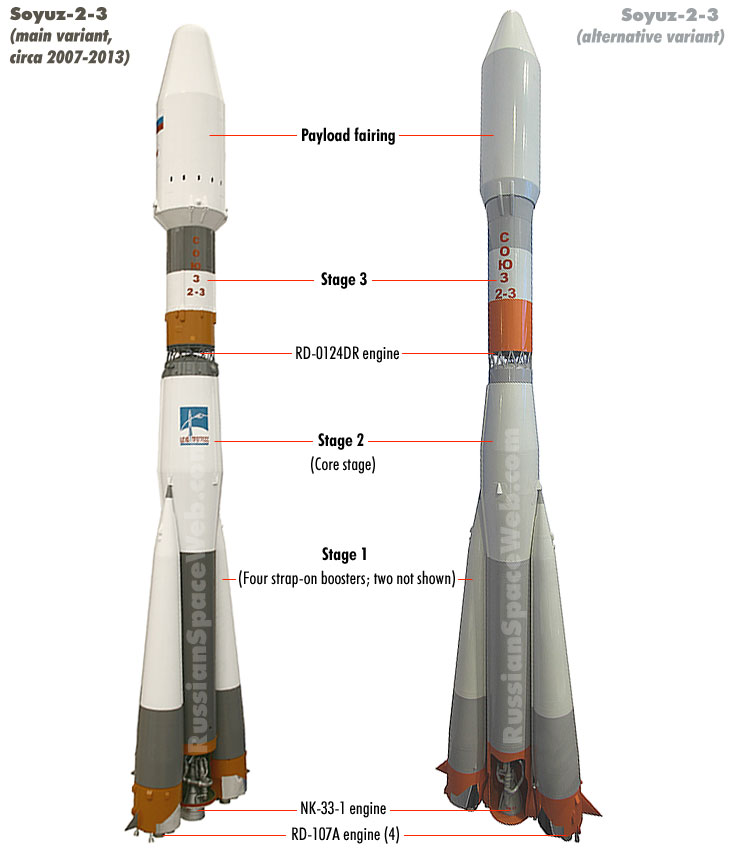 Soyuz-2-3
(main variant,
circa 2007-2013)
Soyuz-2-3
(alternative variant)
Payload fairing
С
О
Ю
3
2-3
С
О
Ю
3
2-3
Stage 3
RD-0124DR engine
Stage 2
(Core stage)
Stage 1
(Four strap-on boosters; two not shown)
RussianSpaceWeb.com
RussianSpaceWeb.com
NK-33-1 engine
RD-107A engine (4)